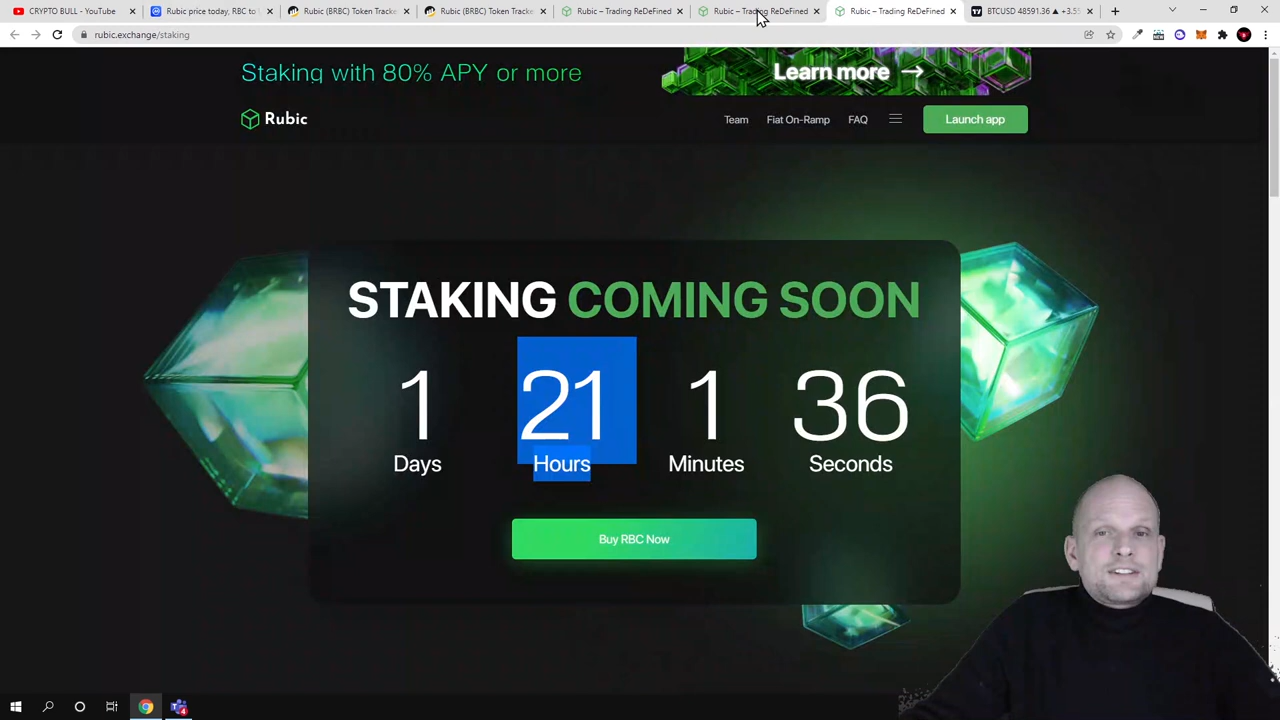 CRYPTO BULL - YouTube
Rubic price today, RBC to U
Rubic (BRBC) Token Tracke
Rubic (BRBC) Token Tracke
Rubic – Trading ReDeFined
Rubic – Trading ReDeFined
Rubic – Trading ReDeFined
BTCUSD 48591.36 ▲ +3.5
rubic.exchange/staking
Staking with 80% APY or more
Learn more →
Rubic
Team
Fiat On-Ramp
FAQ
Launch app
STAKING COMING SOON
1 21 1 36
Days Hours Minutes Seconds
Buy RBC Now
4